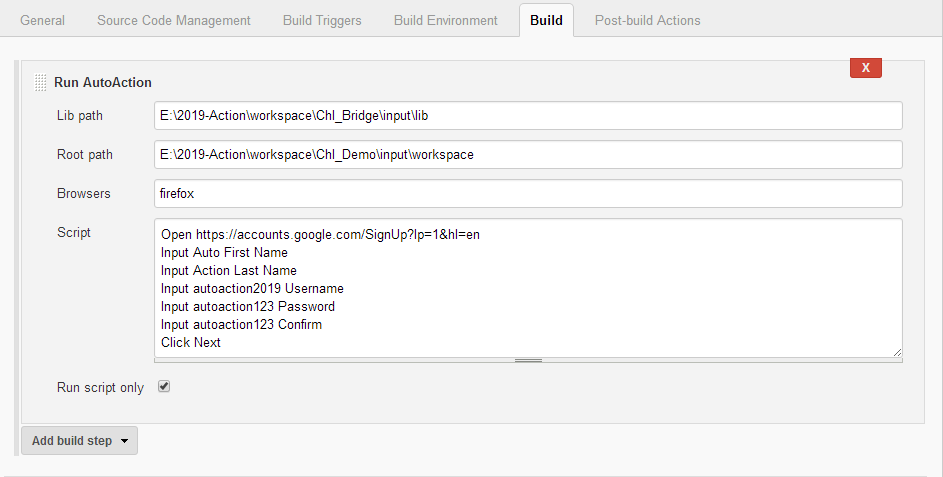 General Source Code Management Build Triggers Build Environment Build Post-build Actions
X
Run AutoAction
Lib path E:\2019-Action\workspace\Chl_Bridge\input\lib
Root path E:\2019-Action\workspace\Chl_Demo\input\workspace
Browsers firefox
Script
Open https://accounts.google.com/SignUp?lp=1&hl=en
Input Auto First Name
Input Action Last Name
Input autoaction2019 Username
Input autoaction123 Password
Input autoaction123 Confirm
Click Next
Run script only
Add build step